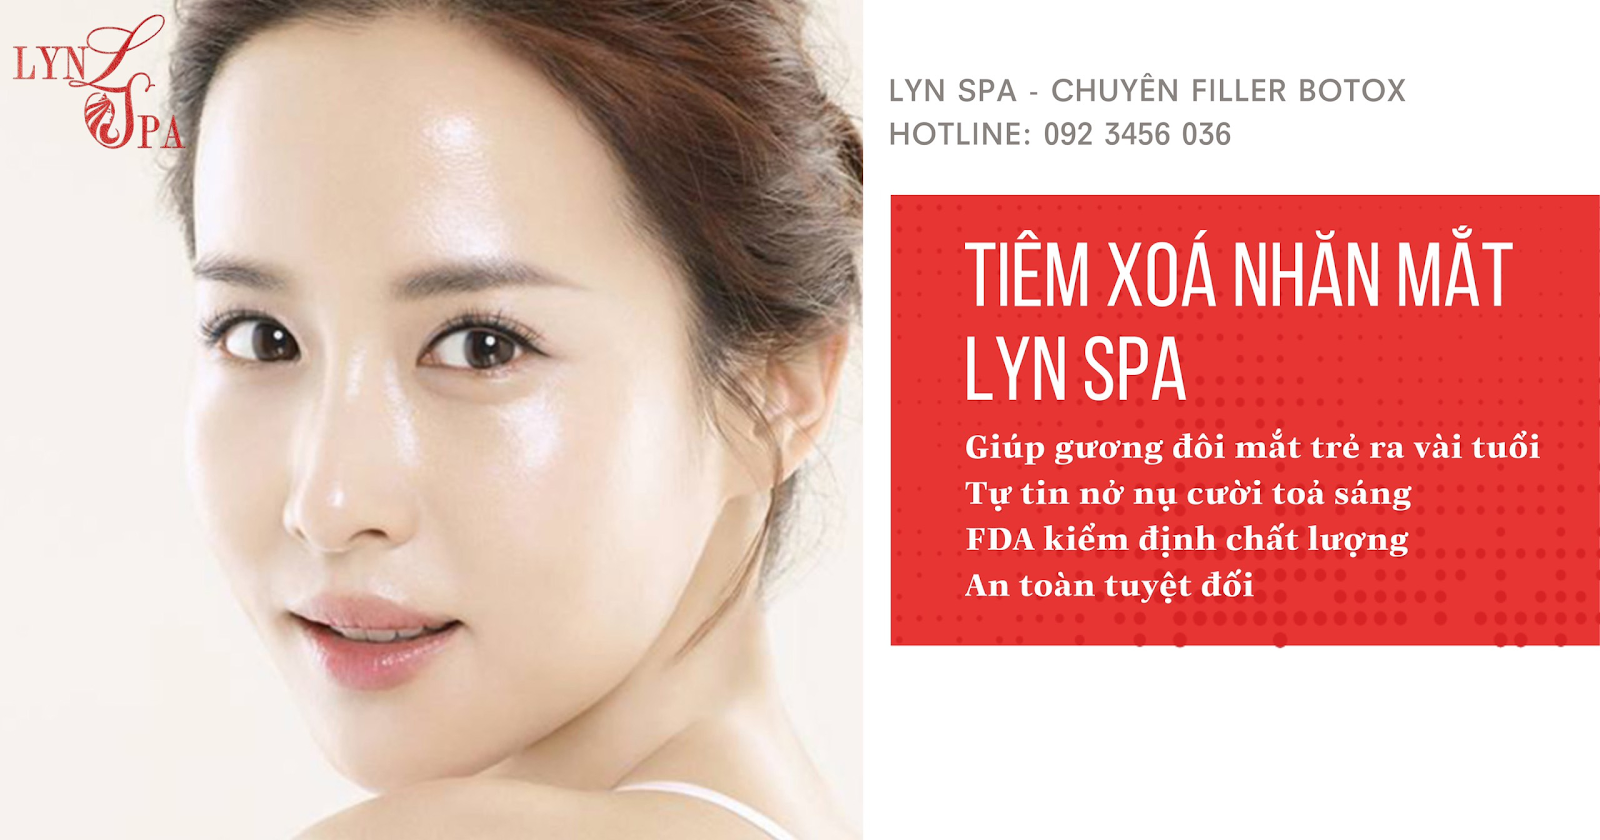 LYN
SPA
LYN SPA - CHUYÊN FILLER BOTOX
HOTLINE: 092 3456 036
TIÊM XOÁ NHĂN MẮT
LYN SPA
Giúp gương đôi mắt trẻ ra vài tuổi
Tự tin nở nụ cười toả sáng
FDA kiểm định chất lượng
An toàn tuyệt đối